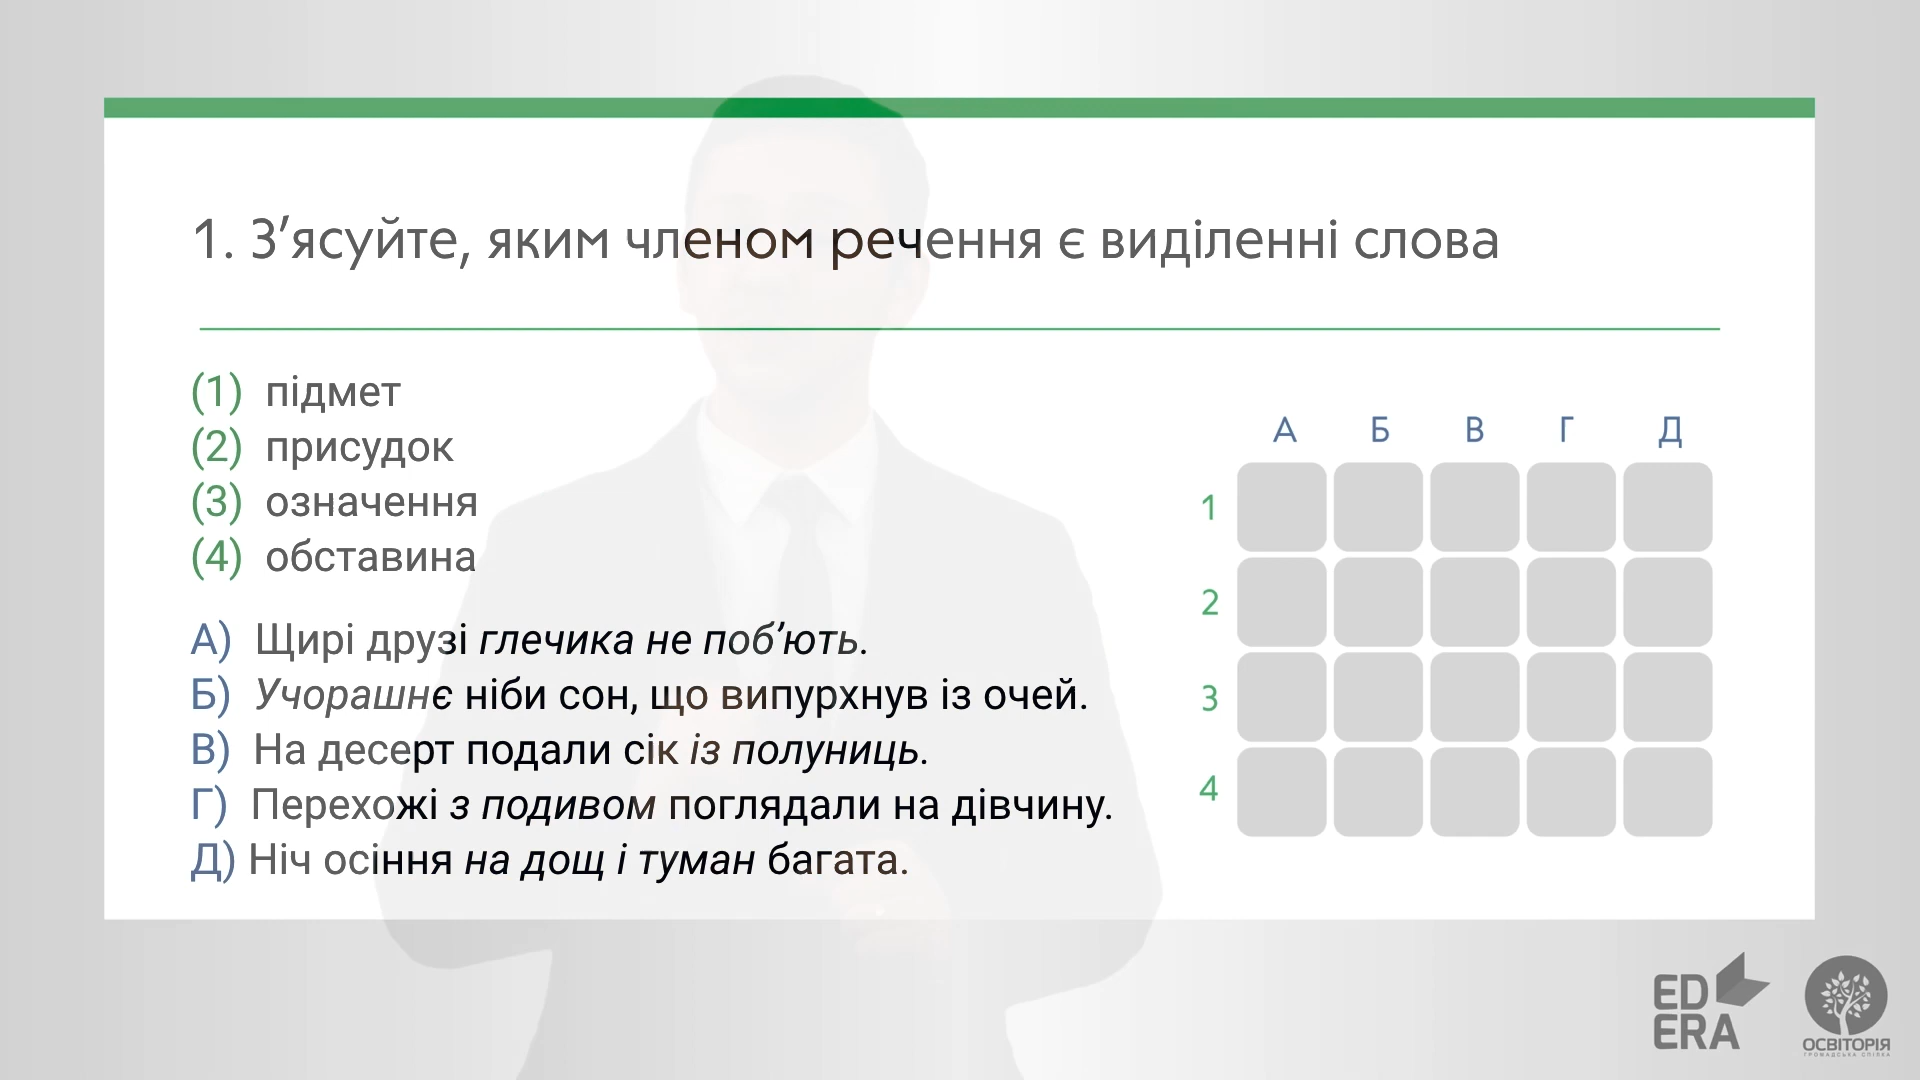 1. З’ясуйте, яким членом речення є виділенні слова
(1) підмет
(2) присудок
(3) означення
(4) обставина
А) Щирі друзі глечика не поб’ють.
Б) Учорашнє ніби сон, що випурхнув із очей.
В) На десерт подали сік із полуниць.
Г) Перехожі з подивом поглядали на дівчину.
Д) Ніч осіння на дощ і туман багата.
А Б В Г Д
1
2
3
4
ED
ERA
ОСВІТОРІЯ
ГРОМАДСЬКА СПІЛКА